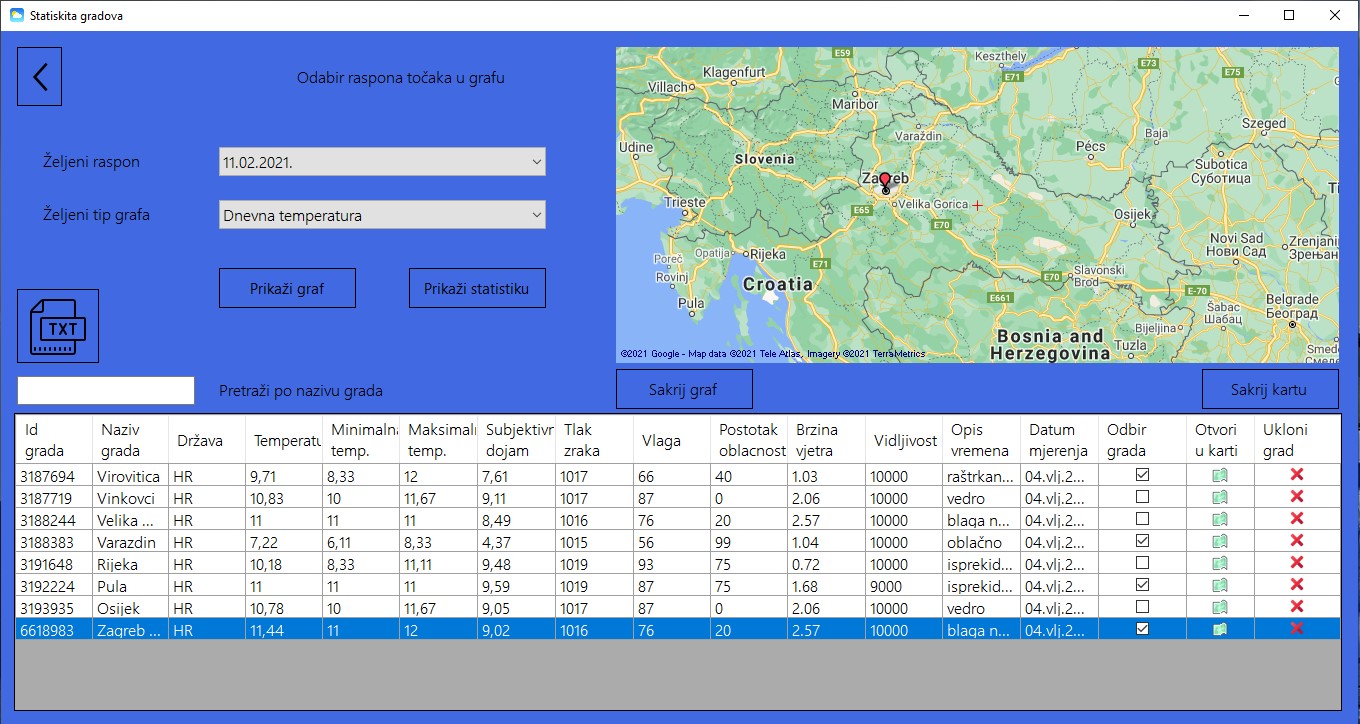 Statiskita gradova
Odabir raspona točaka u grafu
Željeni raspon
11.02.2021.
Željeni tip grafa
Dnevna temperatura
Prikaži graf
Prikaži statistiku
TXT
Pretraži po nazivu grada
E59
Keszthely
E71
E73
E75
Klagenfurt
Villach
Maribor
Varaždin
Szeged
Baja
Pécs
Udine
Slovenia
Subotica
Суботица
Zagreb
Trieste
Velika Gorica
E65
E70
Osijek
Novi Sad
Нови Сад
Zrenjani
Зрењан
Poreč
Opatija
Rijeka
Rovinj
E71
Croatia
Pula
E70
Slavonski
Brod
E661
E-70
Šabac
Шабац
Belgrade
Београд
Bosnia and
Herzegovina
Bijeljina
Tuzla
Smede
©2021 Google - Map data ©2021 Tele Atlas, Imagery ©2021 TerraMetrics
Sakrij graf
Sakrij kartu
Id grada Naziv grada Država Temperatu Minimalna temp. Maksimal temp. Subjektivn dojam Tlak zraka Vlaga Postotak oblacnost Brzina vjetra Vidljivost Opis vremena Datum mjerenja Odbir grada Otvori u karti Ukloni grad
3187694 Virovitica HR 9,71 8,33 12 7,61 1017 66 40 1.03 10000 raštrkan... 04.vlj.2...
3187719 Vinkovci HR 10,83 10 11,67 9,11 1017 87 0 2.06 10000 vedro 04.vlj.2...
3188244 Velika ... HR 11 11 11 8,49 1016 76 20 2.57 10000 blaga n... 04.vlj.2...
3188383 Varazdin HR 7,22 6,11 8,33 4,37 1015 56 99 1.04 10000 oblačno 04.vlj.2...
3191648 Rijeka HR 10,18 8,33 11,11 9,48 1019 93 75 0.72 10000 isprekid... 04.vlj.2...
3192224 Pula HR 11 11 11 9,59 1019 87 75 1.68 9000 isprekid... 04.vlj.2...
3193935 Osijek HR 10,78 10 11,67 9,05 1017 87 0 2.06 10000 vedro 04.vlj.2...
6618983 Zagreb ... HR 11,44 11 12 9,02 1016 76 20 2.57 10000 blaga n... 04.vlj.2...